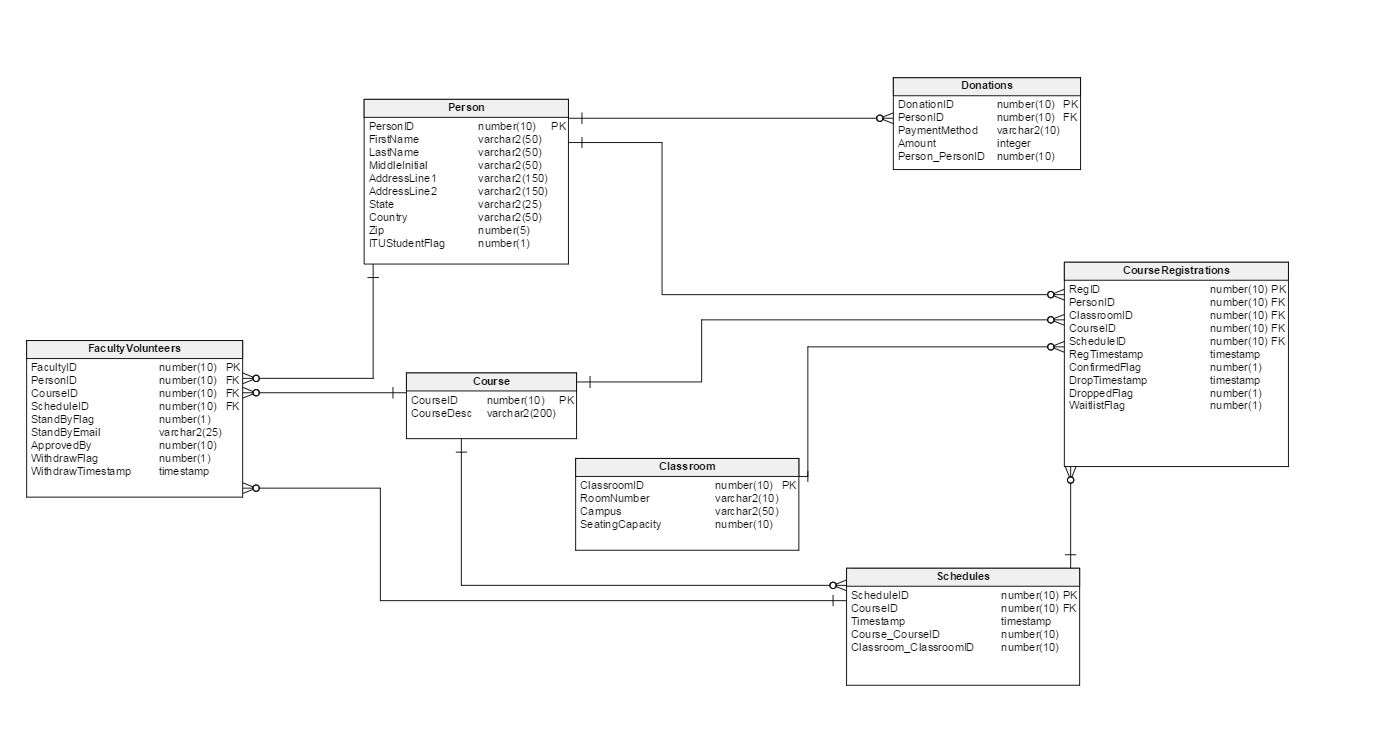 Person
PersonID number(10) PK
FirstName varchar2(50)
LastName varchar2(50)
MiddleInitial varchar2(50)
AddressLine1 varchar2(150)
AddressLine2 varchar2(150)
State varchar2(25)
Country varchar2(50)
Zip number(5)
ITUStudentFlag number(1)
Donations
DonationID number(10) PK
PersonID number(10) FK
PaymentMethod varchar2(10)
Amount integer
Person_PersonID number(10)
CourseRegistrations
RegID number(10) PK
PersonID number(10) FK
ClassroomID number(10) FK
CourseID number(10) FK
ScheduleID number(10) FK
RegTimestamp timestamp
ConfirmedFlag number(1)
DropTimestamp timestamp
DroppedFlag number(1)
WaitlistFlag number(1)
FacultyVolunteers
FacultyID number(10) PK
PersonID number(10) FK
CourseID number(10) FK
ScheduleID number(10) FK
StandByFlag number(1)
StandByEmail varchar2(25)
ApprovedBy number(10)
WithdrawFlag number(1)
WithdrawTimestamp timestamp
Course
CourseID number(10) PK
CourseDesc varchar2(200)
Classroom
ClassroomID number(10) PK
RoomNumber varchar2(10)
Campus varchar2(50)
SeatingCapacity number(10)
Schedules
ScheduleID number(10) PK
CourseID number(10) FK
Timestamp timestamp
Course_CourseID number(10)
Classroom_ClassroomID number(10)